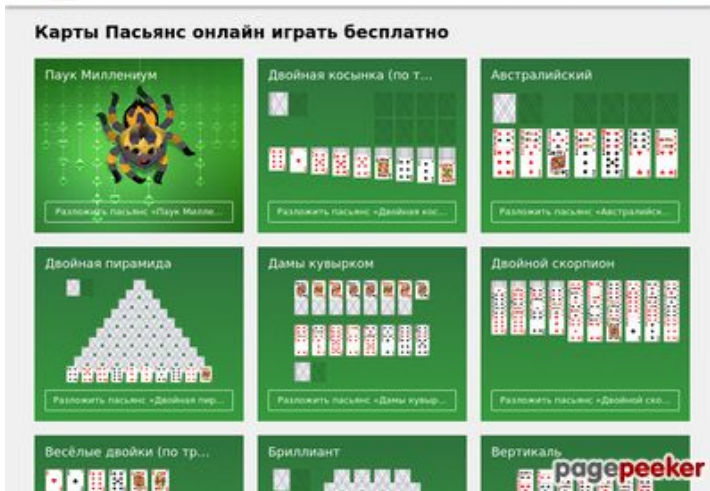 Карты Пасьянс онлайн играть бесплатно
Паук Миллениум
Двойная косынка (по т...
Австралийский
Разложить пасьянс «Паук Милле...
Разложить пасьянс «Двойная кос...
Разложить пасьянс «Австралийск...
Двойная пирамида
Дамы кувырком
Двойной скорпион
Разложить пасьянс «Двойная пир...
Разложить пасьянс «Дамы кувыр...
Разложить пасьянс «Двойной ско...
Весёлые двойки (по тр...
Бриллиант
Вертикаль
pagepeeker